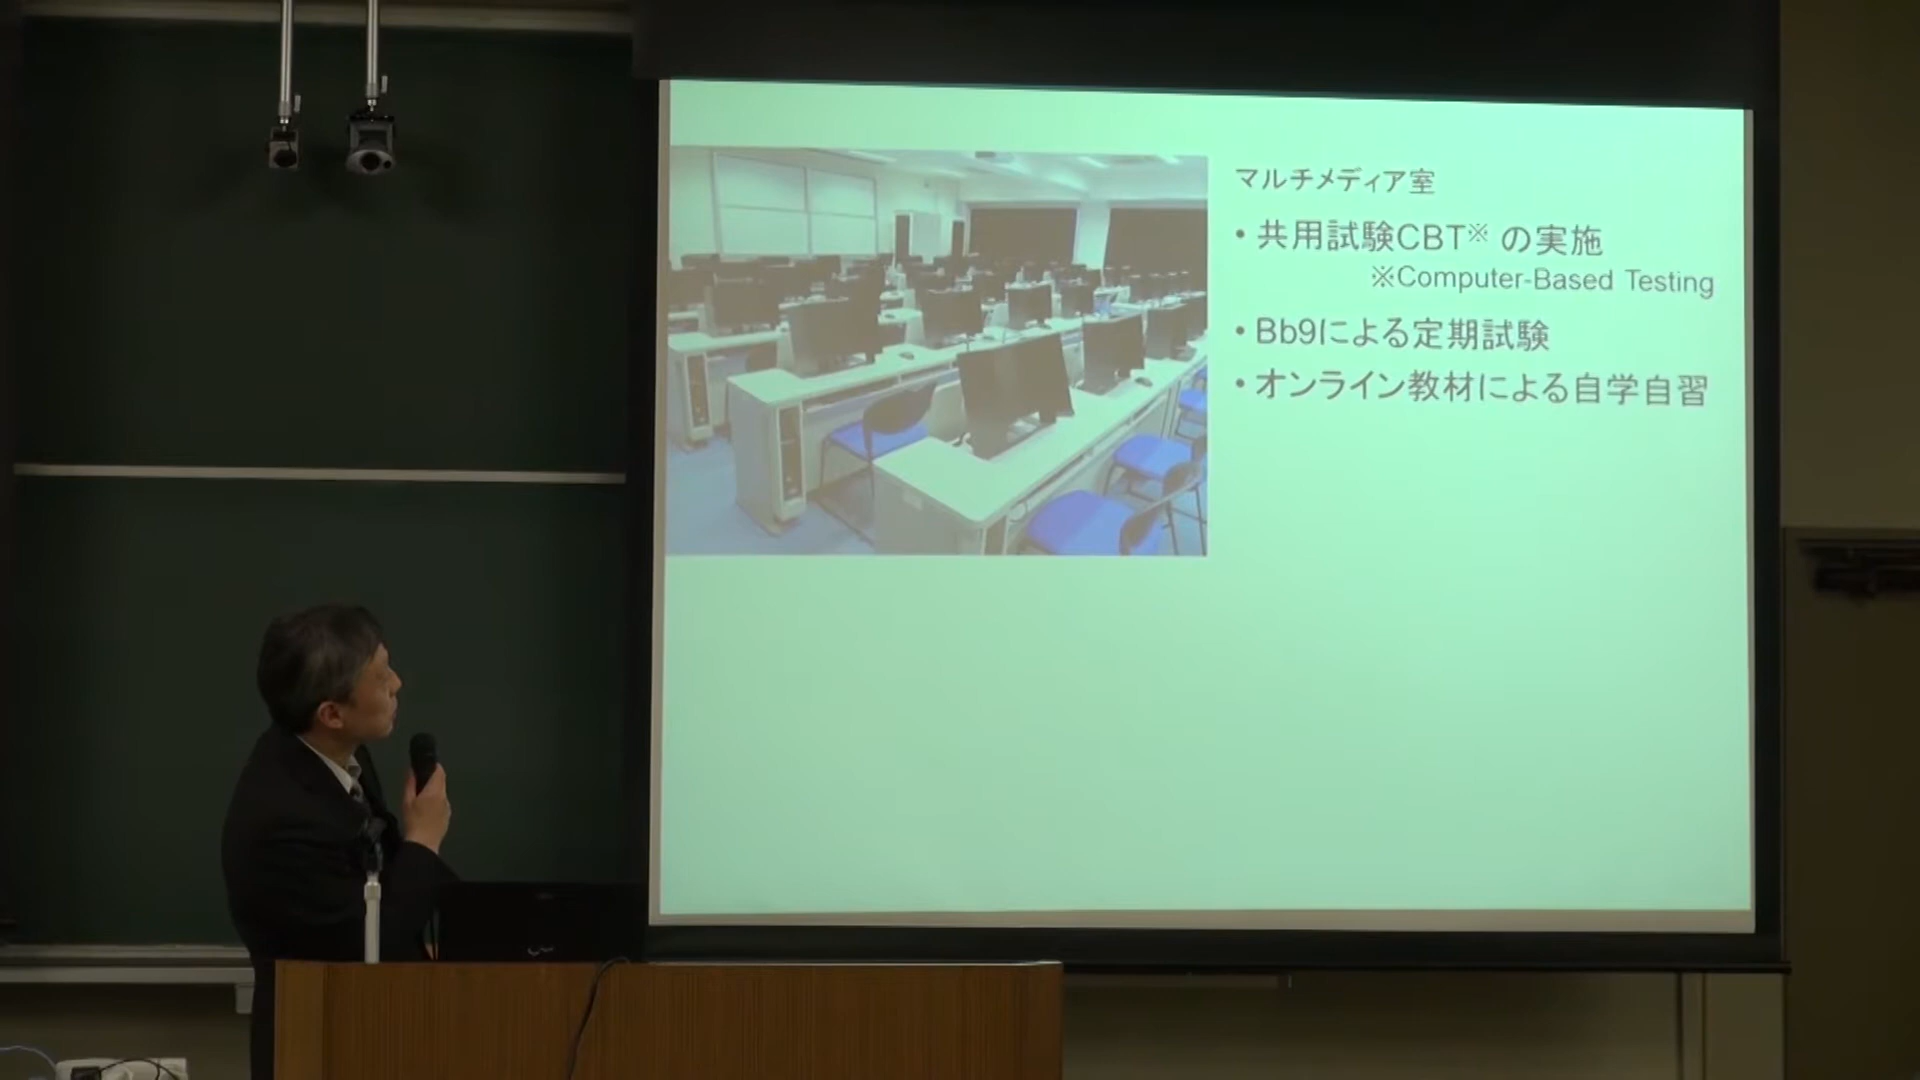 マルチメディア室
・共用試験CBT※ の実施
※Computer-Based Testing
・Bb9による定期試験
・オンライン教材による自学自習